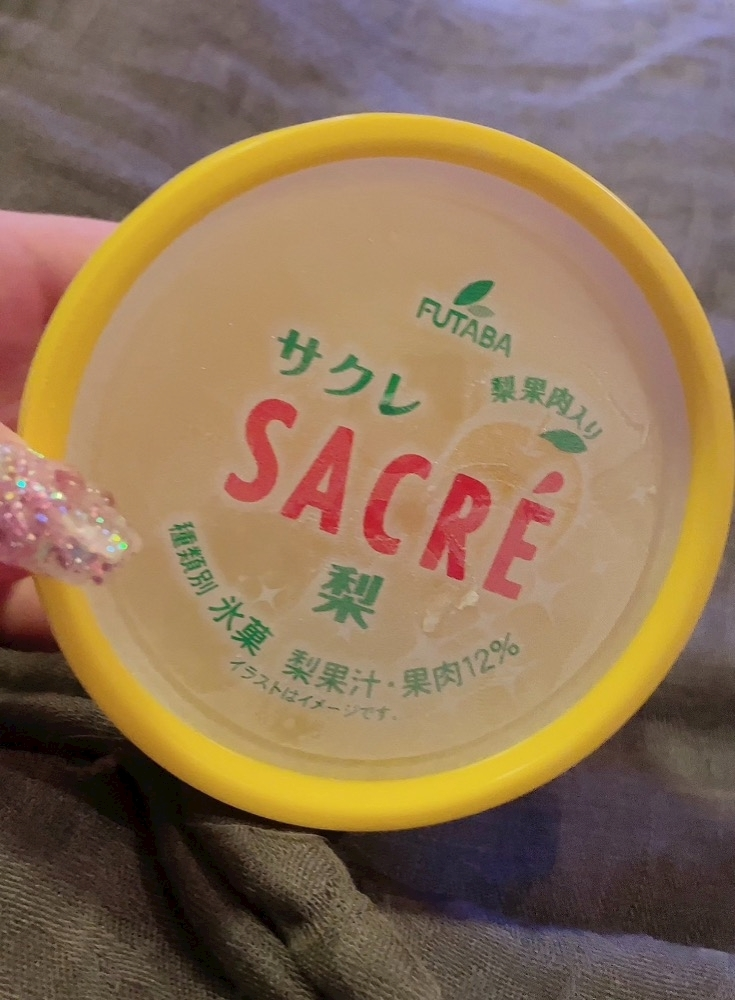 FUTABA
サクレ
梨果肉入り
SACRÉ
梨
種類別 氷菓 梨果汁・果肉12%
イラストはイメージです。